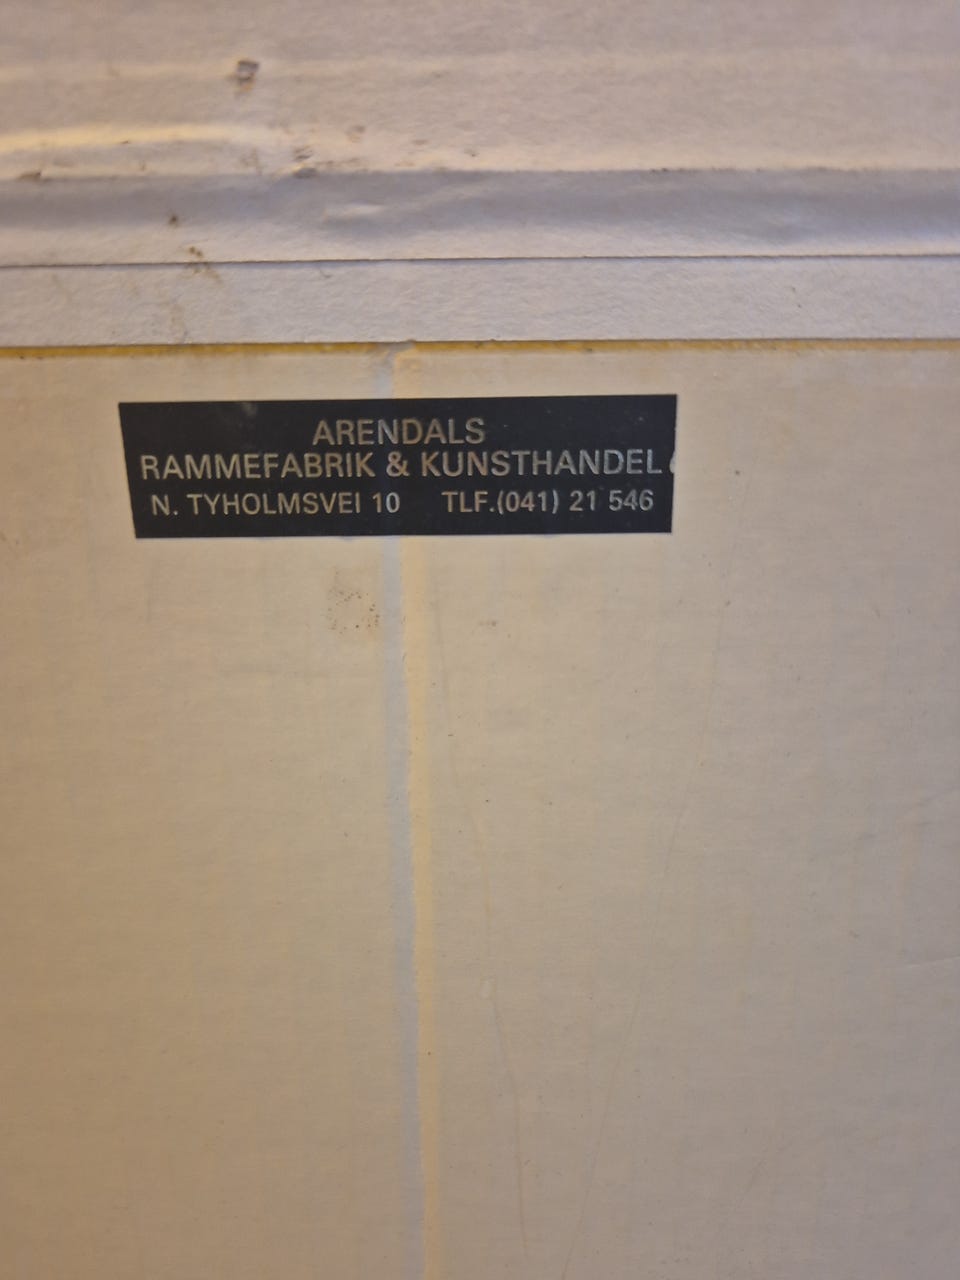 ARENDALS
RAMMEFABRIK & KUNSTHANDEL
N. TYHOLMSVEI 10 TLF.(041) 21 546